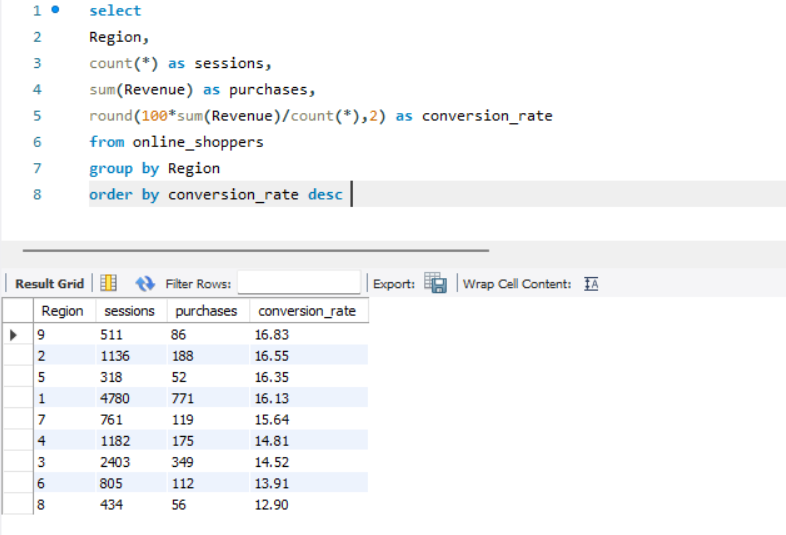 1 select
2 Region,
3 count(*) as sessions,
4 sum(Revenue) as purchases,
5 round(100*sum(Revenue)/count(*),2) as conversion_rate
6 from online_shoppers
7 group by Region
8 order by conversion_rate desc
Result Grid Filter Rows: Export: Wrap Cell Content: IA
Region sessions purchases conversion_rate
9 511 86 16.83
2 1136 188 16.55
5 318 52 16.35
1 4780 771 16.13
7 761 119 15.64
4 1182 175 14.81
3 2403 349 14.52
6 805 112 13.91
8 434 56 12.90